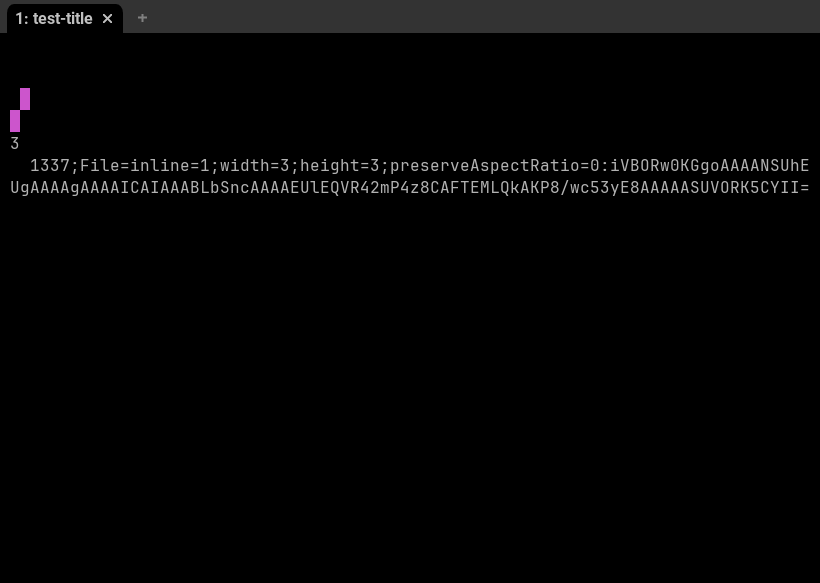 1: test-title
3
1337;File=inline=1;width=3;height=3;preserveAspectRatio=0:iVBORw0KGgoAAAANSUhE
UgAAAAgAAAAICAIAAABLbSncAAAAEUlEQVR42mP4z8CAFTEMLQkAKP8/wc53yE8AAAAASUVORK5CYII=